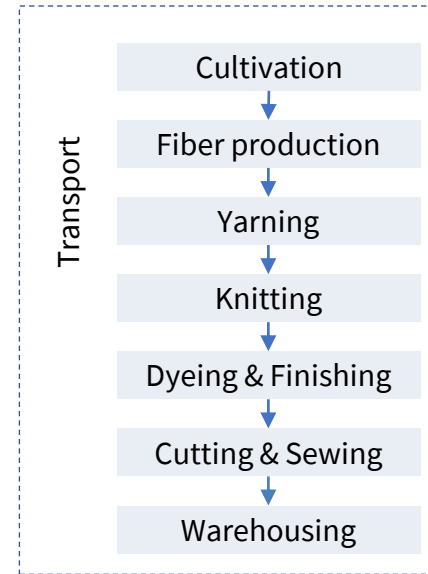 Transport
Cultivation
Fiber production
Yarning
Knitting
Dyeing & Finishing
Cutting & Sewing
Warehousing